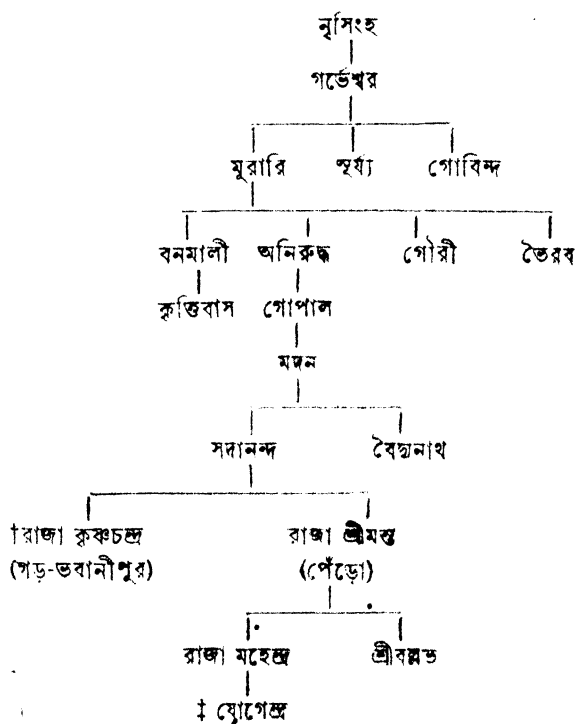 নৃসিংহ
গর্ভেশ্বর
মুরারি সূর্য্য গোবিন্দ
বনমালী অনিরুদ্ধ গৌরী ভৈরব
কৃত্তিবাস গোপাল
মদন
সদানন্দ বৈদ্যনাথ
†রাজা কৃষ্ণচন্দ্র রাজা শ্রীমন্ত
(গড়-ভবানীপুর) (পেঁড়ো)
রাজা মহেন্দ্র শ্রীবল্লভ
‡ যোগেন্দ্র